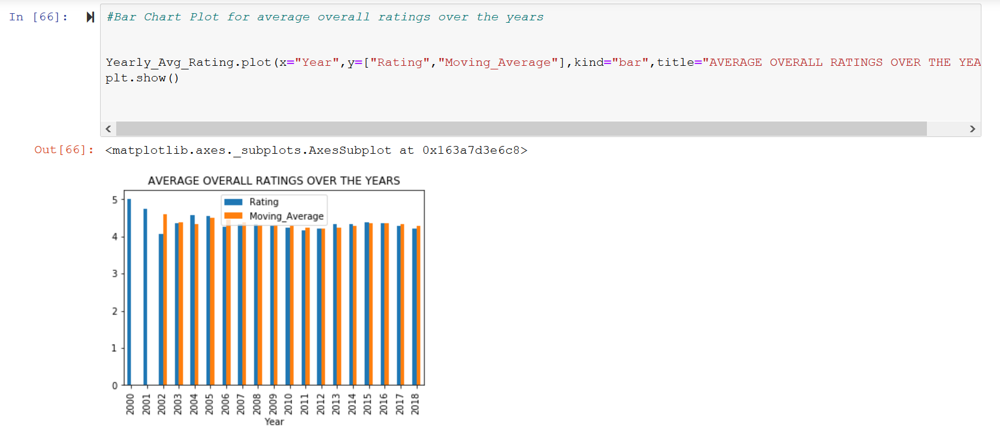 In [66]:
#Bar Chart Plot for average overall ratings over the years
Yearly_Avg_Rating.plot(x="Year",y=["Rating","Moving_Average"],kind="bar",title="AVERAGE OVERALL RATINGS OVER THE YEA
plt.show()
Out[66]: <matplotlib.axes._subplots.AxesSubplot at 0x163a7d3e6c8>
AVERAGE OVERALL RATINGS OVER THE YEARS
Rating
Moving_Average
5
4
3
2
1
0
2000 2001 2002 2003 2004 2005 2006 2007 2008 2009 2010 2011 2012 2013 2014 2015 2016 2017 2018
Year